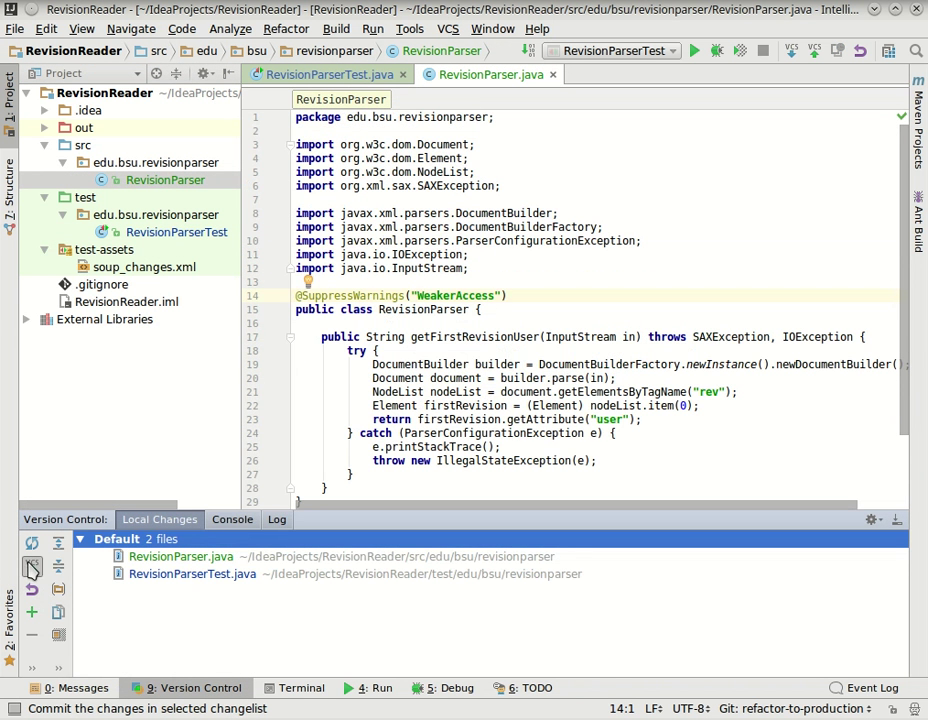 RevisionReader - [~/IdeaProjects/RevisionReader] - [RevisionReader] - ~/IdeaProjects/RevisionReader/src/edu/bsu/revisionparser/RevisionParser.java - Intelli...
File Edit View Navigate Code Analyze Refactor Build Run Tools VCS Window Help
RevisionReader src edu bsu revisionparser RevisionParser RevisionParserTest VCS VCS
1: Project
7: Structure
2: Favorites
Project
RevisionReader ~/IdeaProjects/
.idea
out
src
edu.bsu.revisionparser
RevisionParser
test
edu.bsu.revisionparser
RevisionParserTest
test-assets
soup_changes.xml
.gitignore
RevisionReader.iml
External Libraries
RevisionParserTest.java RevisionParser.java
RevisionParser
1 package edu.bsu.revisionparser;
2
3 import org.w3c.dom.Document;
4 import org.w3c.dom.Element;
5 import org.w3c.dom.NodeList;
6 import org.xml.sax.SAXException;
7
8 import javax.xml.parsers.DocumentBuilder;
9 import javax.xml.parsers.DocumentBuilderFactory;
10 import javax.xml.parsers.ParserConfigurationException;
11 import java.io.IOException;
12 import java.io.InputStream;
13
14 @SuppressWarnings("WeakerAccess")
15 public class RevisionParser {
16
17 public String getFirstRevisionUser(InputStream in) throws SAXException, IOException {
18 try {
19 DocumentBuilder builder = DocumentBuilderFactory.newInstance().newDocumentBuilder();
20 Document document = builder.parse(in);
21 NodeList nodeList = document.getElementsByTagName("rev");
22 Element firstRevision = (Element) nodeList.item(0);
23 return firstRevision.getAttribute("user");
24 } catch (ParserConfigurationException e) {
25 e.printStackTrace();
26 throw new IllegalStateException(e);
27 }
28 }
29 }
Maven Projects
Ant Build
Version Control: Local Changes Console Log
Default 2 files
RevisionParser.java ~/IdeaProjects/RevisionReader/src/edu/bsu/revisionparser
RevisionParserTest.java ~/IdeaProjects/RevisionReader/test/edu/bsu/revisionparser
0: Messages 9: Version Control Terminal 4: Run 5: Debug 6: TODO Event Log
Commit the changes in selected changelist 14:1 LF UTF-8 Git: refactor-to-production